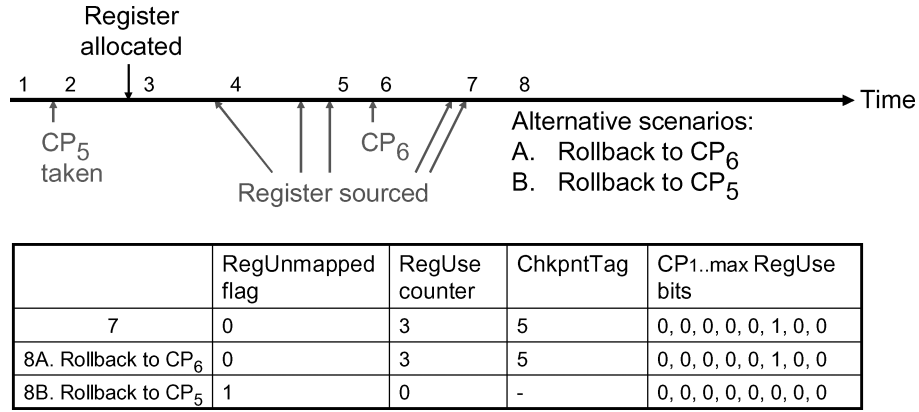 Register
allocated
1 2 3 4 5 6 7 8
Time
CP5
taken
CP6
Register sourced
Alternative scenarios:
A. Rollback to CP6
B. Rollback to CP5
RegUnmapped flag RegUse counter ChkpntTag CP1..max RegUse bits
7 0 3 5 0, 0, 0, 0, 0, 1, 0, 0
8A. Rollback to CP6 0 3 5 0, 0, 0, 0, 0, 1, 0, 0
8B. Rollback to CP5 1 0 - 0, 0, 0, 0, 0, 0, 0, 0